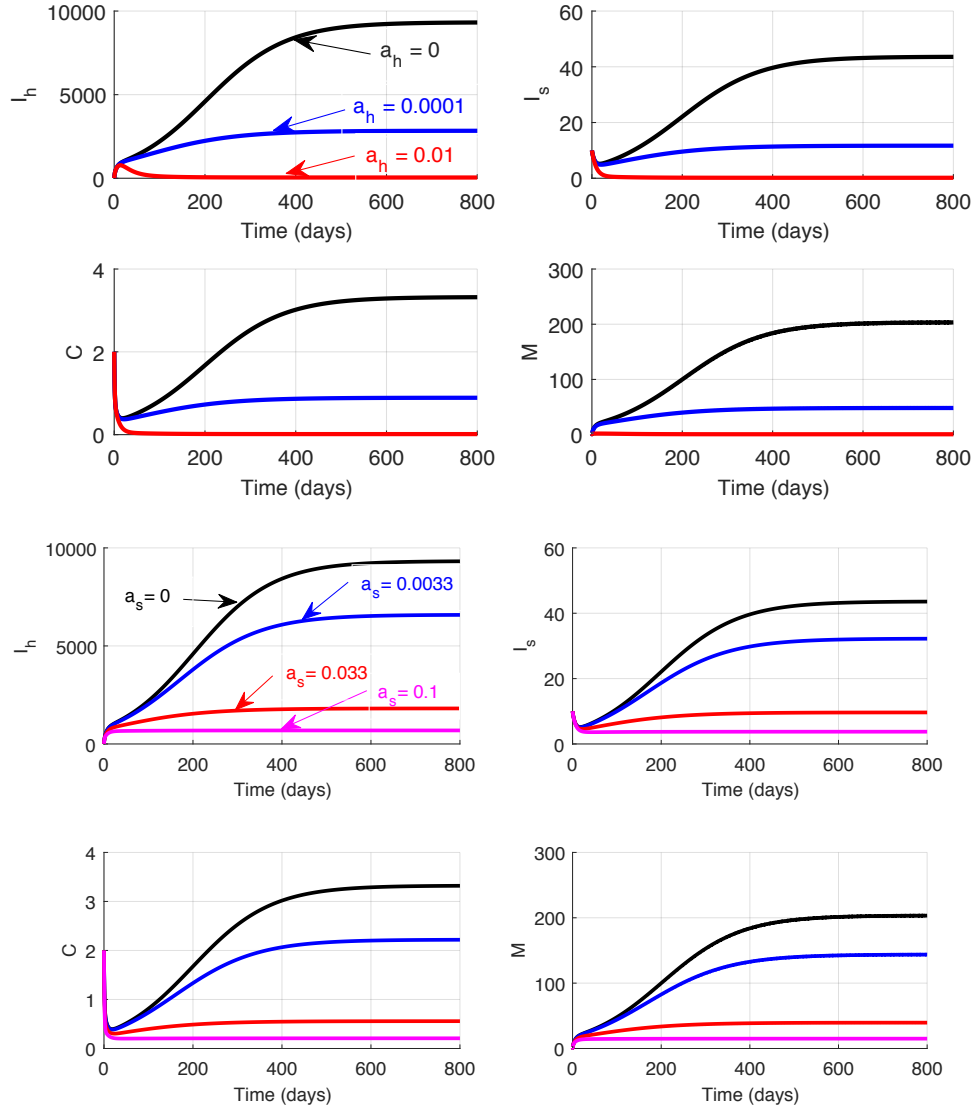 10000
5000
0
I_h
a_h = 0
a_h = 0.0001
a_h = 0.01
0 200 400 600 800
Time (days)
60
40
20
0
I_s
0 200 400 600 800
Time (days)
4
2
0
C
0 200 400 600 800
Time (days)
300
200
100
0
M
0 200 400 600 800
Time (days)
10000
5000
0
I_h
a_s= 0
a_s= 0.0033
a_s= 0.033
a_s= 0.1
0 200 400 600 800
Time (days)
60
40
20
0
I_s
0 200 400 600 800
Time (days)
4
3
2
1
0
C
0 200 400 600 800
Time (days)
300
200
100
0
M
0 200 400 600 800
Time (days)